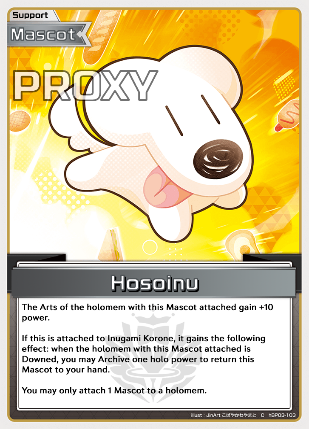 Support
Mascot
PROXY
Hosoinu
The Arts of the holomem with this Mascot attached gain +10
power.
If this is attached to Inugami Korone, it gains the following
effect: when the holomem with this Mascot attached is
Downed, you may Archive one holo power to return this
Mascot to your hand.
You may only attach 1 Mascot to a holomem.